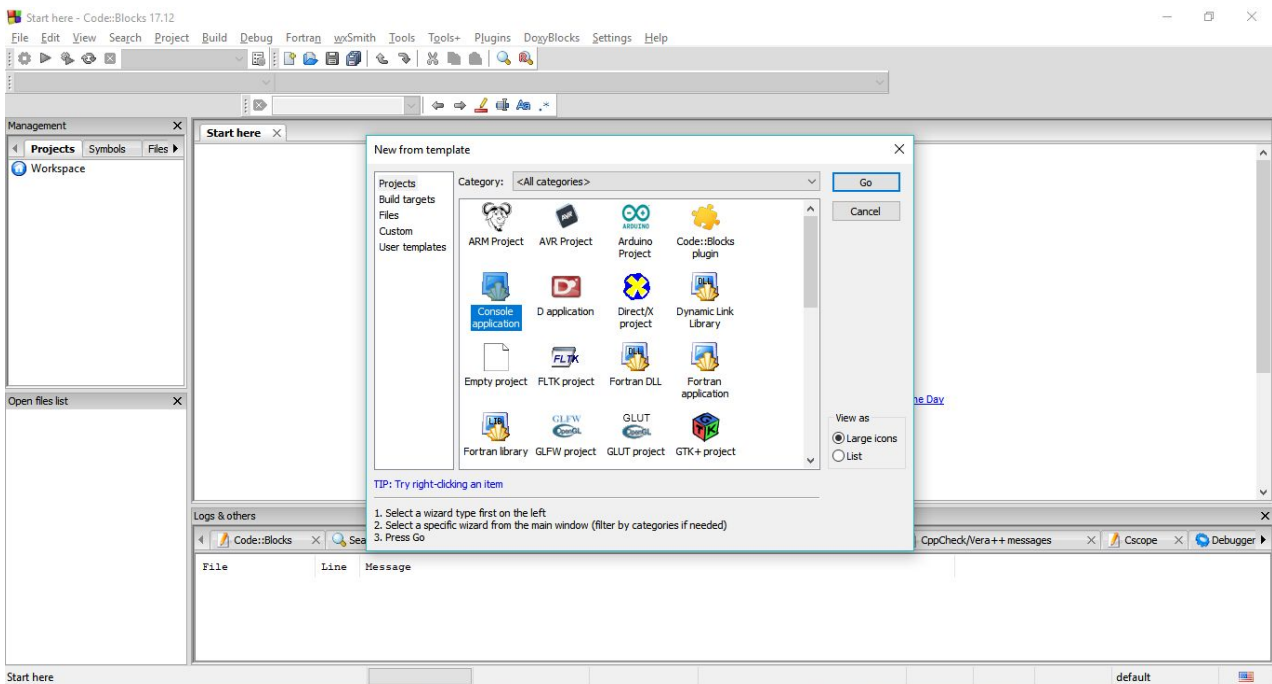 Start here - Code::Blocks 17.12
File Edit View Search Project Build Debug Fortran wxSmith Tools Tools+ Plugins DoxyBlocks Settings Help
Management
Projects Symbols Files
Workspace
Open files list
Start here
New from template
Projects
Build targets
Files
Custom
User templates
Category: <All categories>
Go
Cancel
ARM Project
AVR
AVR Project
ARDUINO
Arduino
Project
Code::Blocks
plugin
Console
application
D
D application
Direct/X
project
DLL
Dynamic Link
Library
Empty project
FLTK
FLTK project
DLL
Fortran DLL
Fortran
application
LIB
Fortran library
GLFW
OpenGL
GLFW project
GLUT
OpenGL
GLUT project
GTK
GTK+ project
View as
Large icons
List
TIP: Try right-clicking an item
1. Select a wizard type first on the left
2. Select a specific wizard from the main window (filter by categories if needed)
3. Press Go
Day
Logs & others
Code::Blocks
Sea
CppCheck/Vera++ messages
Cscope
Debugger
File Line Message
Start here
default